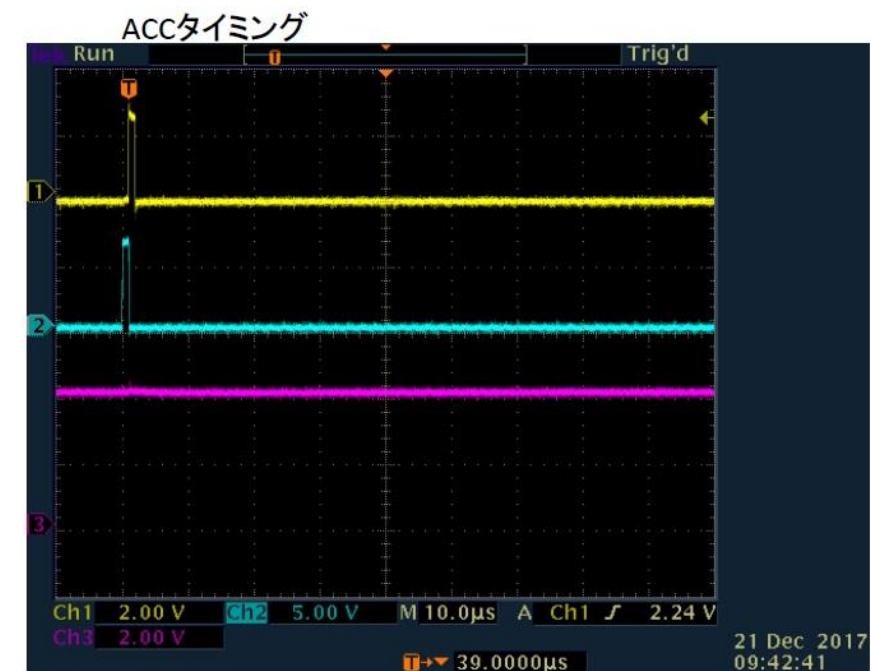 ACCタイミング
Tek Run Trig'd
T
T
1
2
3
Ch1 2.00 V Ch2 5.00 V M 10.0µs A Ch1 ʃ 2.24 V
Ch3 2.00 V
T→▼ 39.0000µs
21 Dec 2017
09:42:41